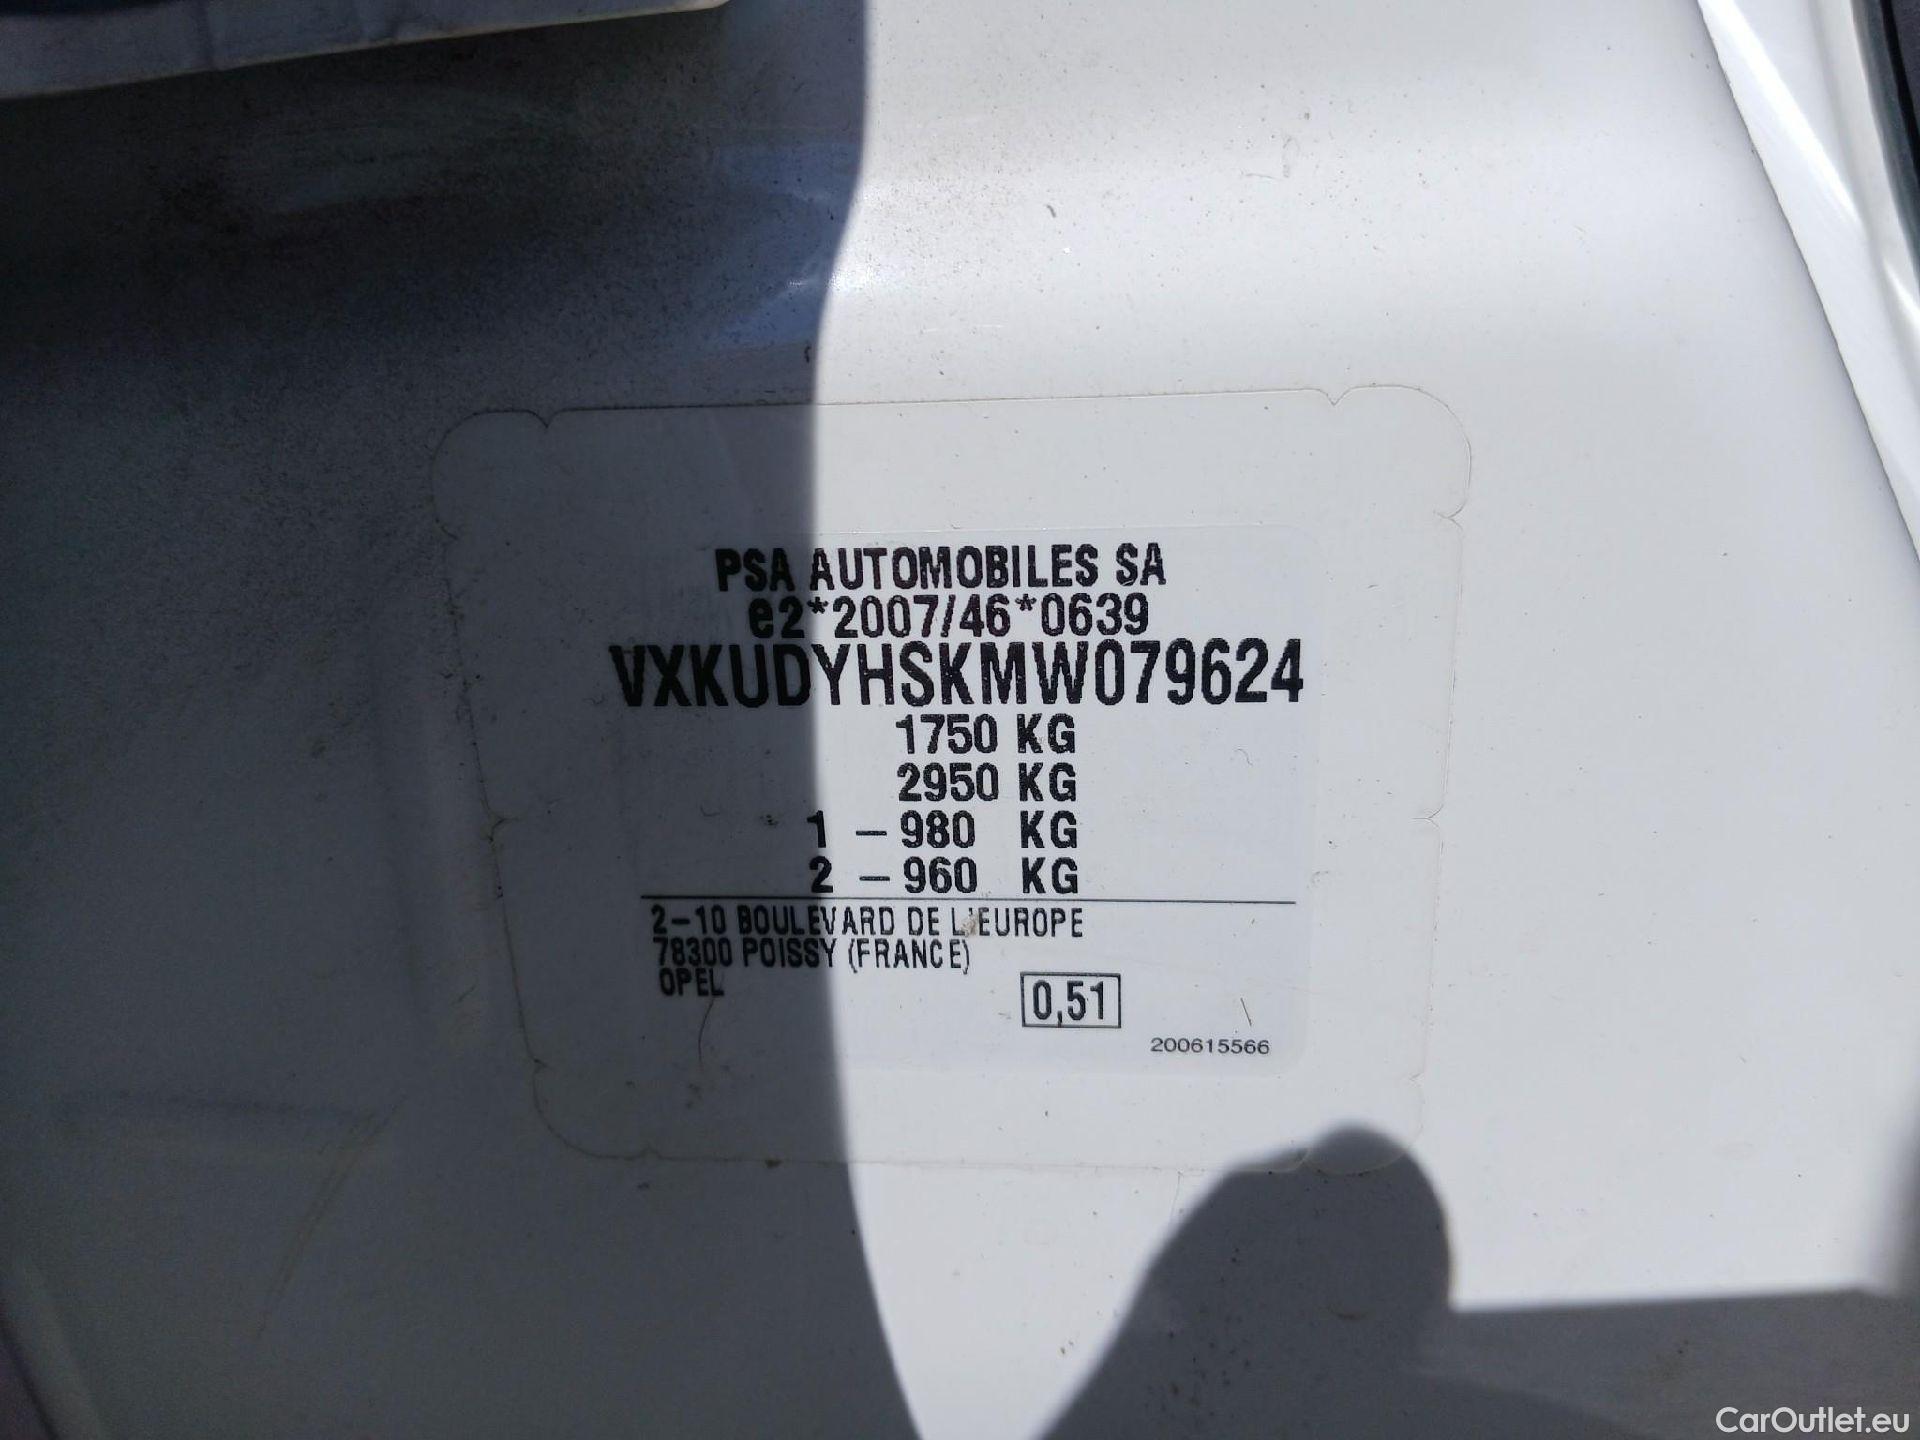 PSA AUTOMOBILES SA
e2*2007/46*0639
VXKUDYHSKMW079624
1750 KG
2950 KG
1 – 980 KG
2 – 960 KG
2–10 BOULEVARD DE L'EUROPE
78300 POISSY (FRANCE)
OPEL
0,51
200615566
CarOutlet.eu